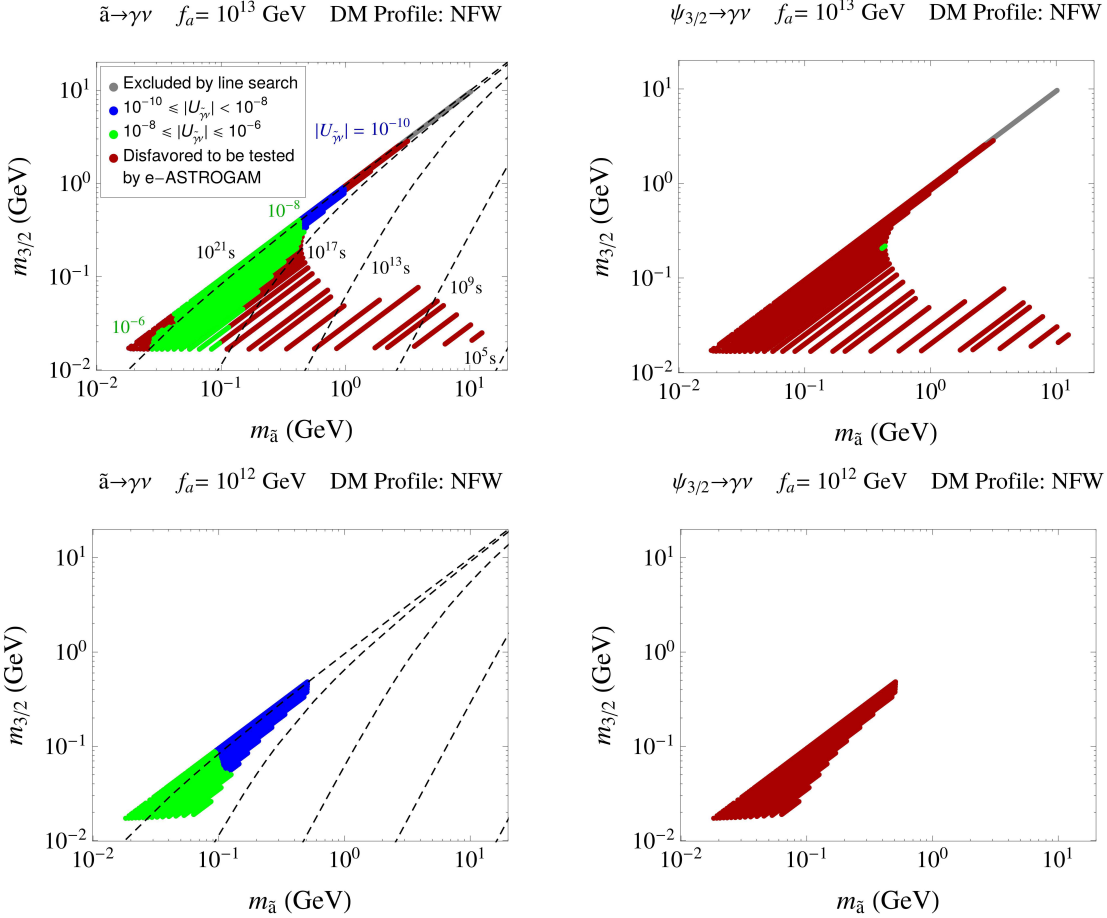 ã→γν f_a= 10^13 GeV DM Profile: NFW
10^1
10^0
10^-1
10^-2
m_3/2 (GeV)
Excluded by line search
10^-10 ⩽ |U_γ̃ν| < 10^-8
10^-8 ⩽ |U_γ̃ν| ⩽ 10^-6
Disfavored to be tested
by e−ASTROGAM
|U_γ̃ν| = 10^-10
10^-8
10^-6
10^21 s
10^17 s
10^13 s
10^9 s
10^5 s
10^-2 10^-1 10^0 10^1
m_ã (GeV)
ψ_3/2→γν f_a= 10^13 GeV DM Profile: NFW
10^1
10^0
10^-1
10^-2
m_3/2 (GeV)
10^-2 10^-1 10^0 10^1
m_ã (GeV)
ã→γν f_a= 10^12 GeV DM Profile: NFW
10^1
10^0
10^-1
10^-2
m_3/2 (GeV)
10^-2 10^-1 10^0 10^1
m_ã (GeV)
ψ_3/2→γν f_a= 10^12 GeV DM Profile: NFW
10^1
10^0
10^-1
10^-2
m_3/2 (GeV)
10^-2 10^-1 10^0 10^1
m_ã (GeV)